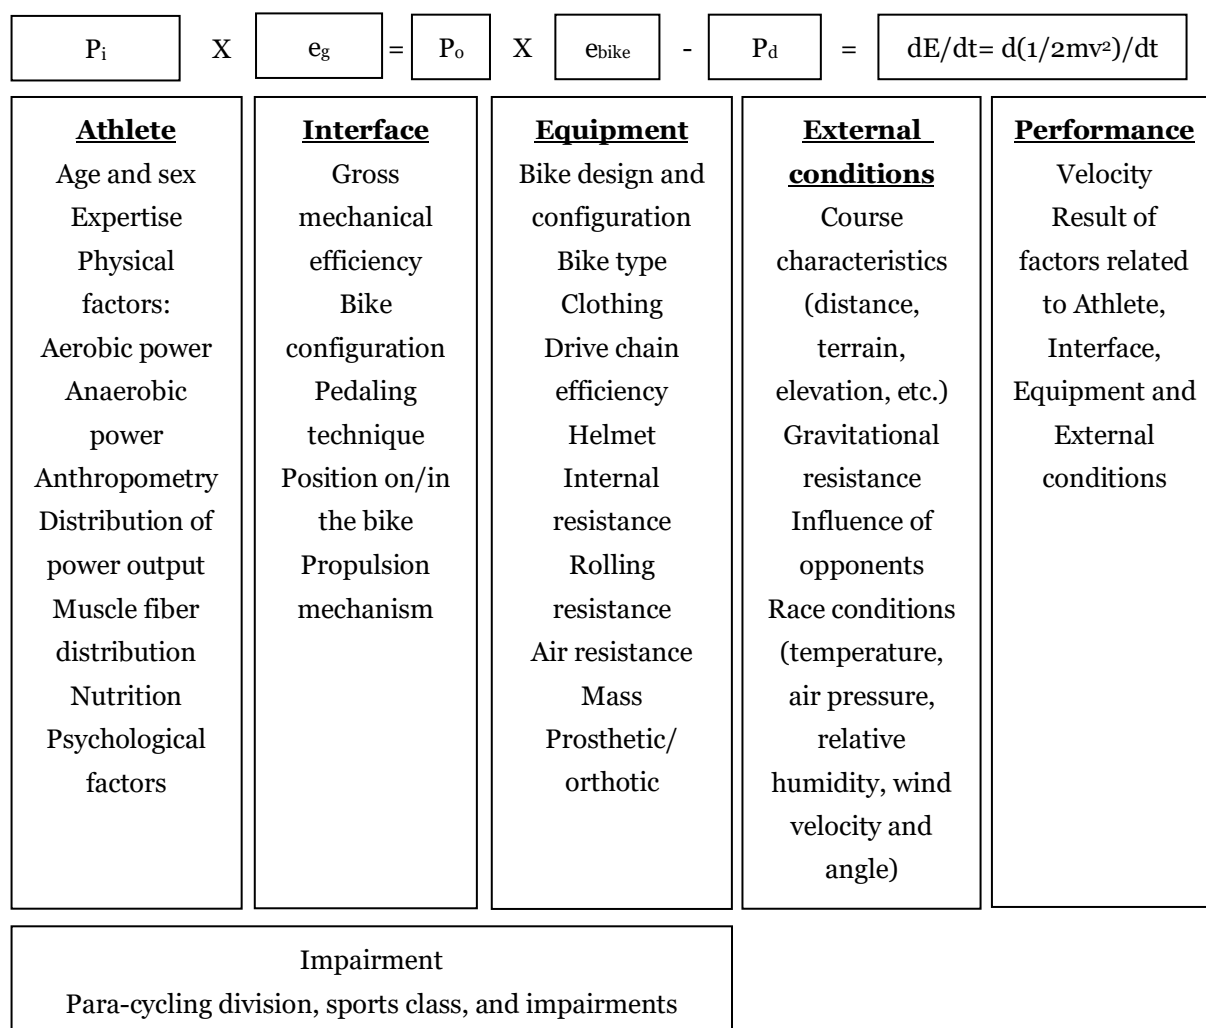 Pi X eg = Po X ebike - Pd = dE/dt= d(1/2mv²)/dt
Athlete
Age and sex
Expertise
Physical
factors:
Aerobic power
Anaerobic
power
Anthropometry
Distribution of
power output
Muscle fiber
distribution
Nutrition
Psychological
factors
Interface
Gross
mechanical
efficiency
Bike
configuration
Pedaling
technique
Position on/in
the bike
Propulsion
mechanism
Equipment
Bike design and
configuration
Bike type
Clothing
Drive chain
efficiency
Helmet
Internal
resistance
Rolling
resistance
Air resistance
Mass
Prosthetic/
orthotic
External
conditions
Course
characteristics
(distance,
terrain,
elevation, etc.)
Gravitational
resistance
Influence of
opponents
Race conditions
(temperature,
air pressure,
relative
humidity, wind
velocity and
angle)
Performance
Velocity
Result of
factors related
to Athlete,
Interface,
Equipment and
External
conditions
Impairment
Para-cycling division, sports class, and impairments